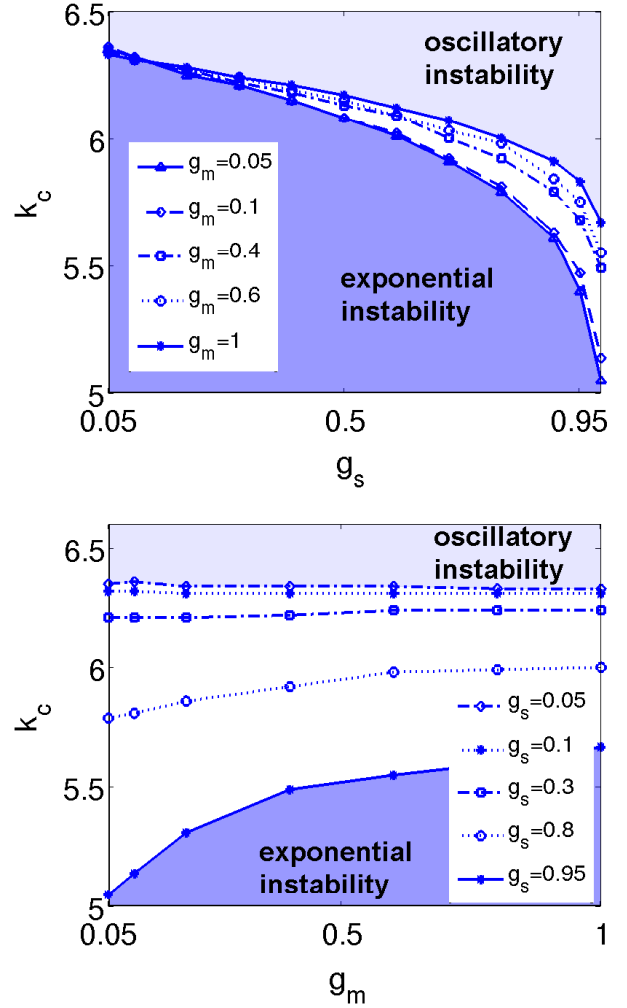 6.5
oscillatory
instability
6
k_c
g_m=0.05
g_m=0.1
g_m=0.4
g_m=0.6
g_m=1
5.5
exponential
instability
5
0.05
0.5
0.95
g_s
6.5
oscillatory
instability
6
k_c
g_s=0.05
g_s=0.1
g_s=0.3
g_s=0.8
g_s=0.95
5.5
exponential
instability
5
0.05
0.5
1
g_m